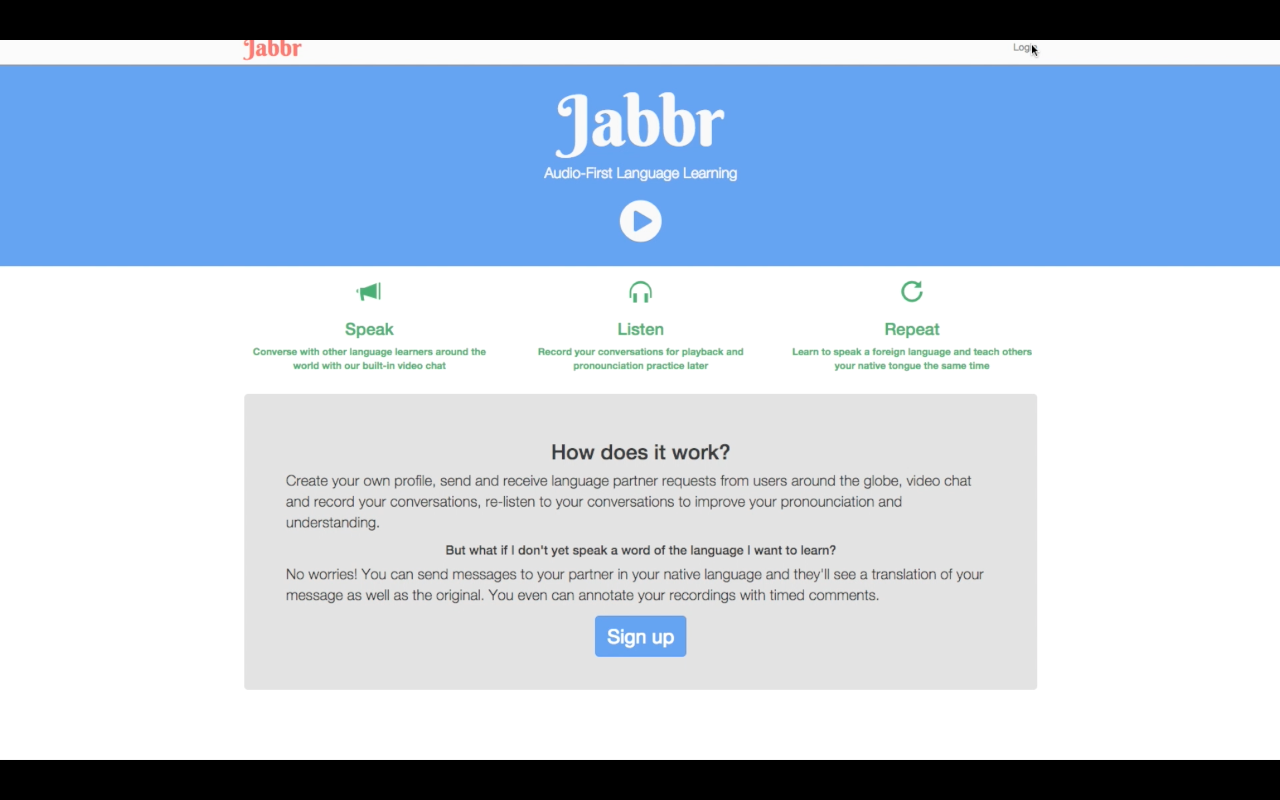 Jabbr
Login
Jabbr
Audio-First Language Learning
Speak
Listen
Repeat
Converse with other language learners around the
world with our built-in video chat
Record your conversations for playback and
pronounciation practice later
Learn to speak a foreign language and teach others
your native tongue the same time
How does it work?
Create your own profile, send and receive language partner requests from users around the globe, video chat
and record your conversations, re-listen to your conversations to improve your pronounciation and
understanding.
But what if I don't yet speak a word of the language I want to learn?
No worries! You can send messages to your partner in your native language and they'll see a translation of your
message as well as the original. You even can annotate your recordings with timed comments.
Sign up